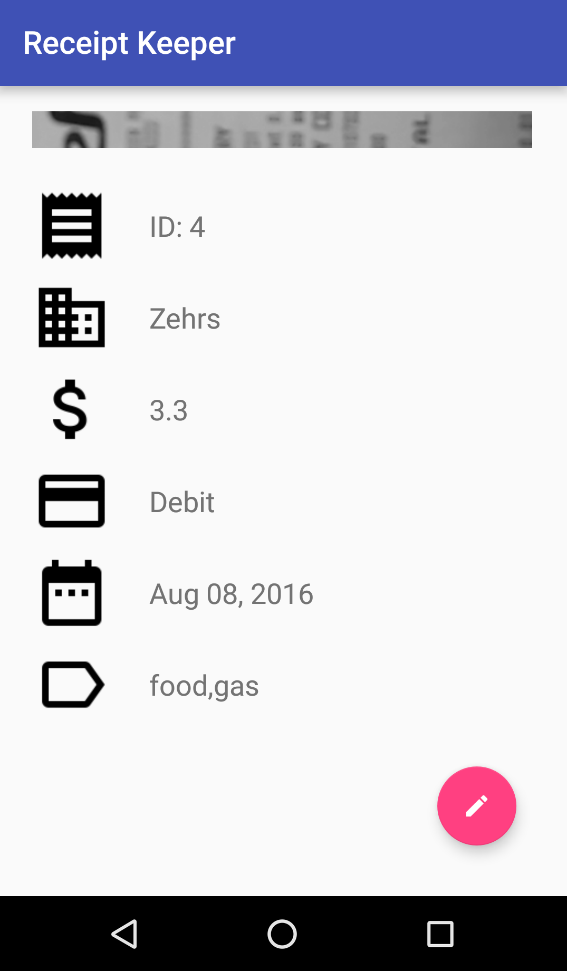 Receipt Keeper
ID: 4
Zehrs
3.3
Debit
Aug 08, 2016
food,gas